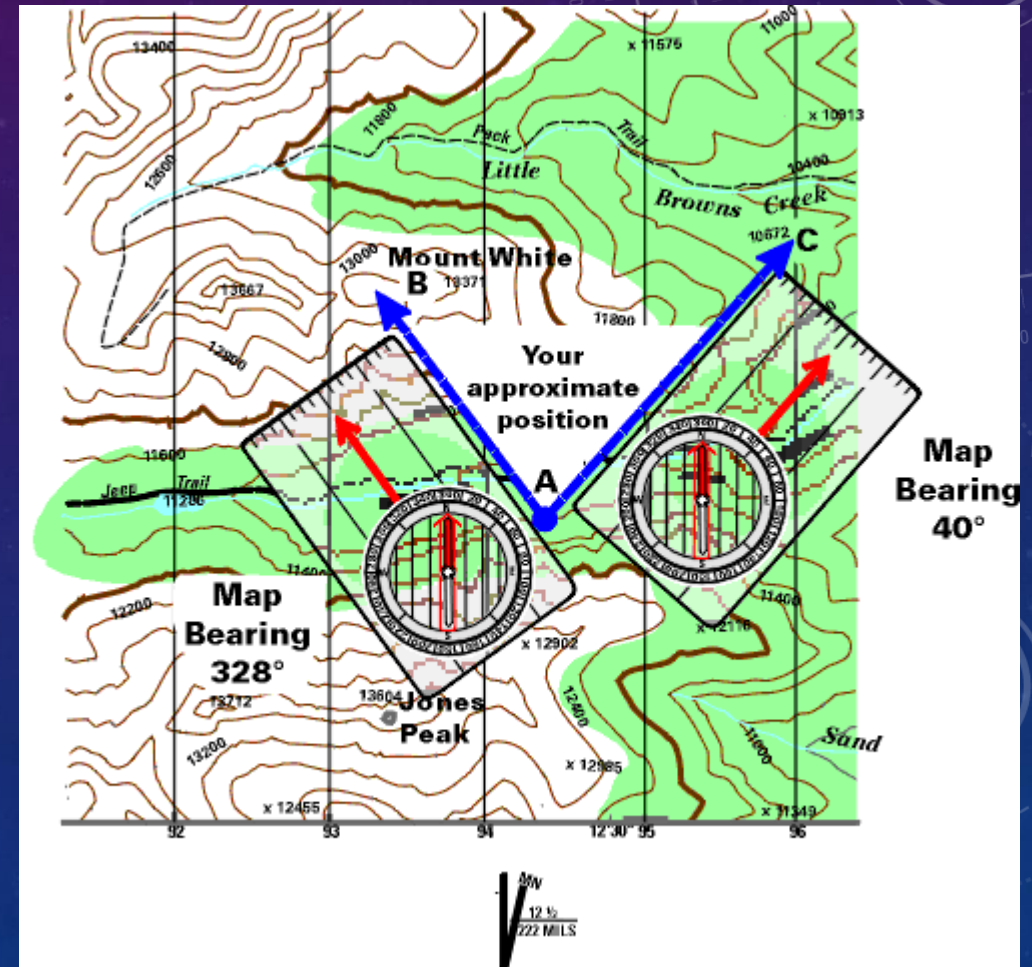 13400
x 11576
11000
11800
x 10913
Pack
Trail
12600
Little
10400
Browns Creek
10672
C
13000
Mount White
B
13371
13667
11800
12800
Your
approximate
position
11600
A
Map
Bearing
40°
Jeep Trail
11286
11400
Map
Bearing
328°
12200
11400
x 12116
x 12902
13604
Jones
Peak
13712
12400
13200
11000
Sand
x 12985
x 12455
x 11349
92
93
94
12'30"
95
96
MN
12 ½
222 MILS